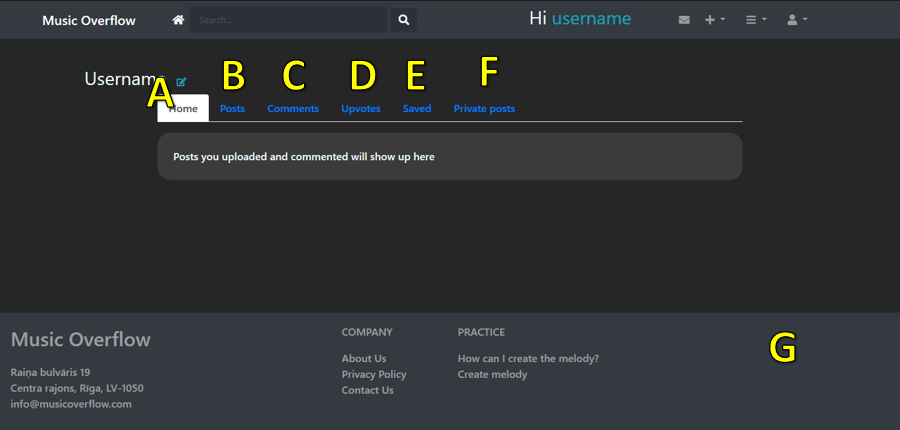 Music Overflow
Search...
Hi username
Username
A
B
C
D
E
F
Home
Posts
Comments
Upvotes
Saved
Private posts
Posts you uploaded and commented will show up here
Music Overflow
Raiņa bulvāris 19
Centra rajons, Rīga, LV-1050
info@musicoverflow.com
COMPANY
About Us
Privacy Policy
Contact Us
PRACTICE
How can I create the melody?
Create melody
G